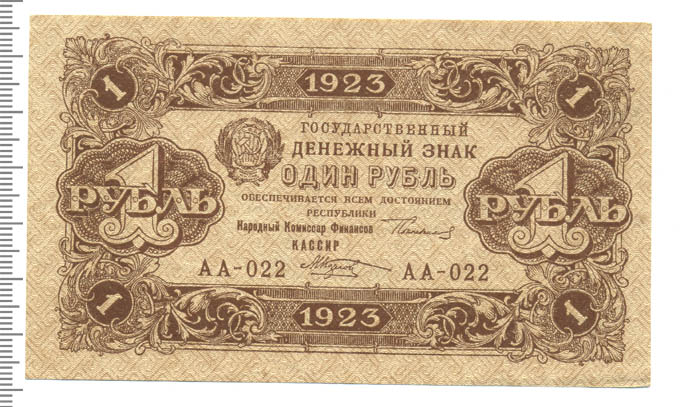 1 1923 1
ГОСУДАРСТВЕННЫЙ
ДЕНЕЖНЫЙ ЗНАК
ОДИН РУБЛЬ
1 РУБЛЬ
1 РУБЛЬ
ОБЕСПЕЧИВАЕТСЯ ВСЕМ ДОСТОЯНИЕМ
РЕСПУБЛИКИ
Народный Комиссар Финансов
КАССИР
АА-022 АА-022
1 1923 1